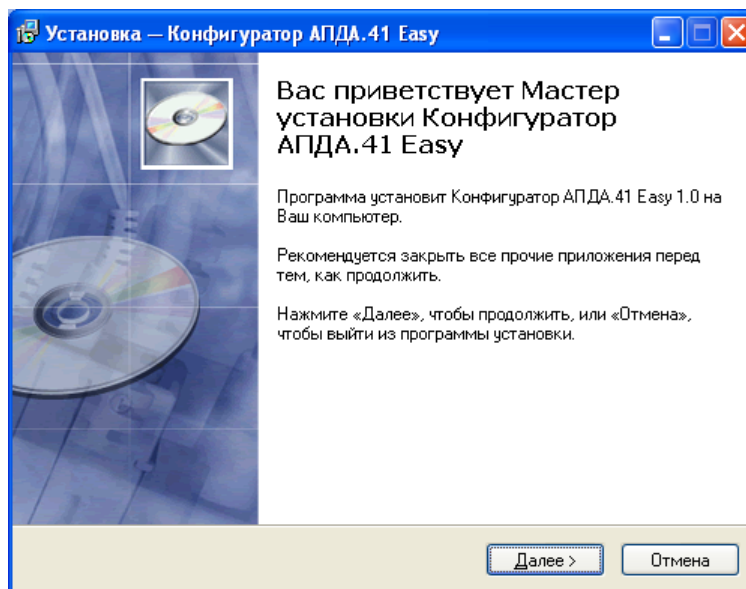 Установка — Конфигуратор АПДА.41 Easy
Вас приветствует Мастер
установки Конфигуратор
АПДА.41 Easy
Программа установит Конфигуратор АПДА.41 Easy 1.0 на
Ваш компьютер.
Рекомендуется закрыть все прочие приложения перед
тем, как продолжить.
Нажмите «Далее», чтобы продолжить, или «Отмена»,
чтобы выйти из программы установки.
Далее >
Отмена